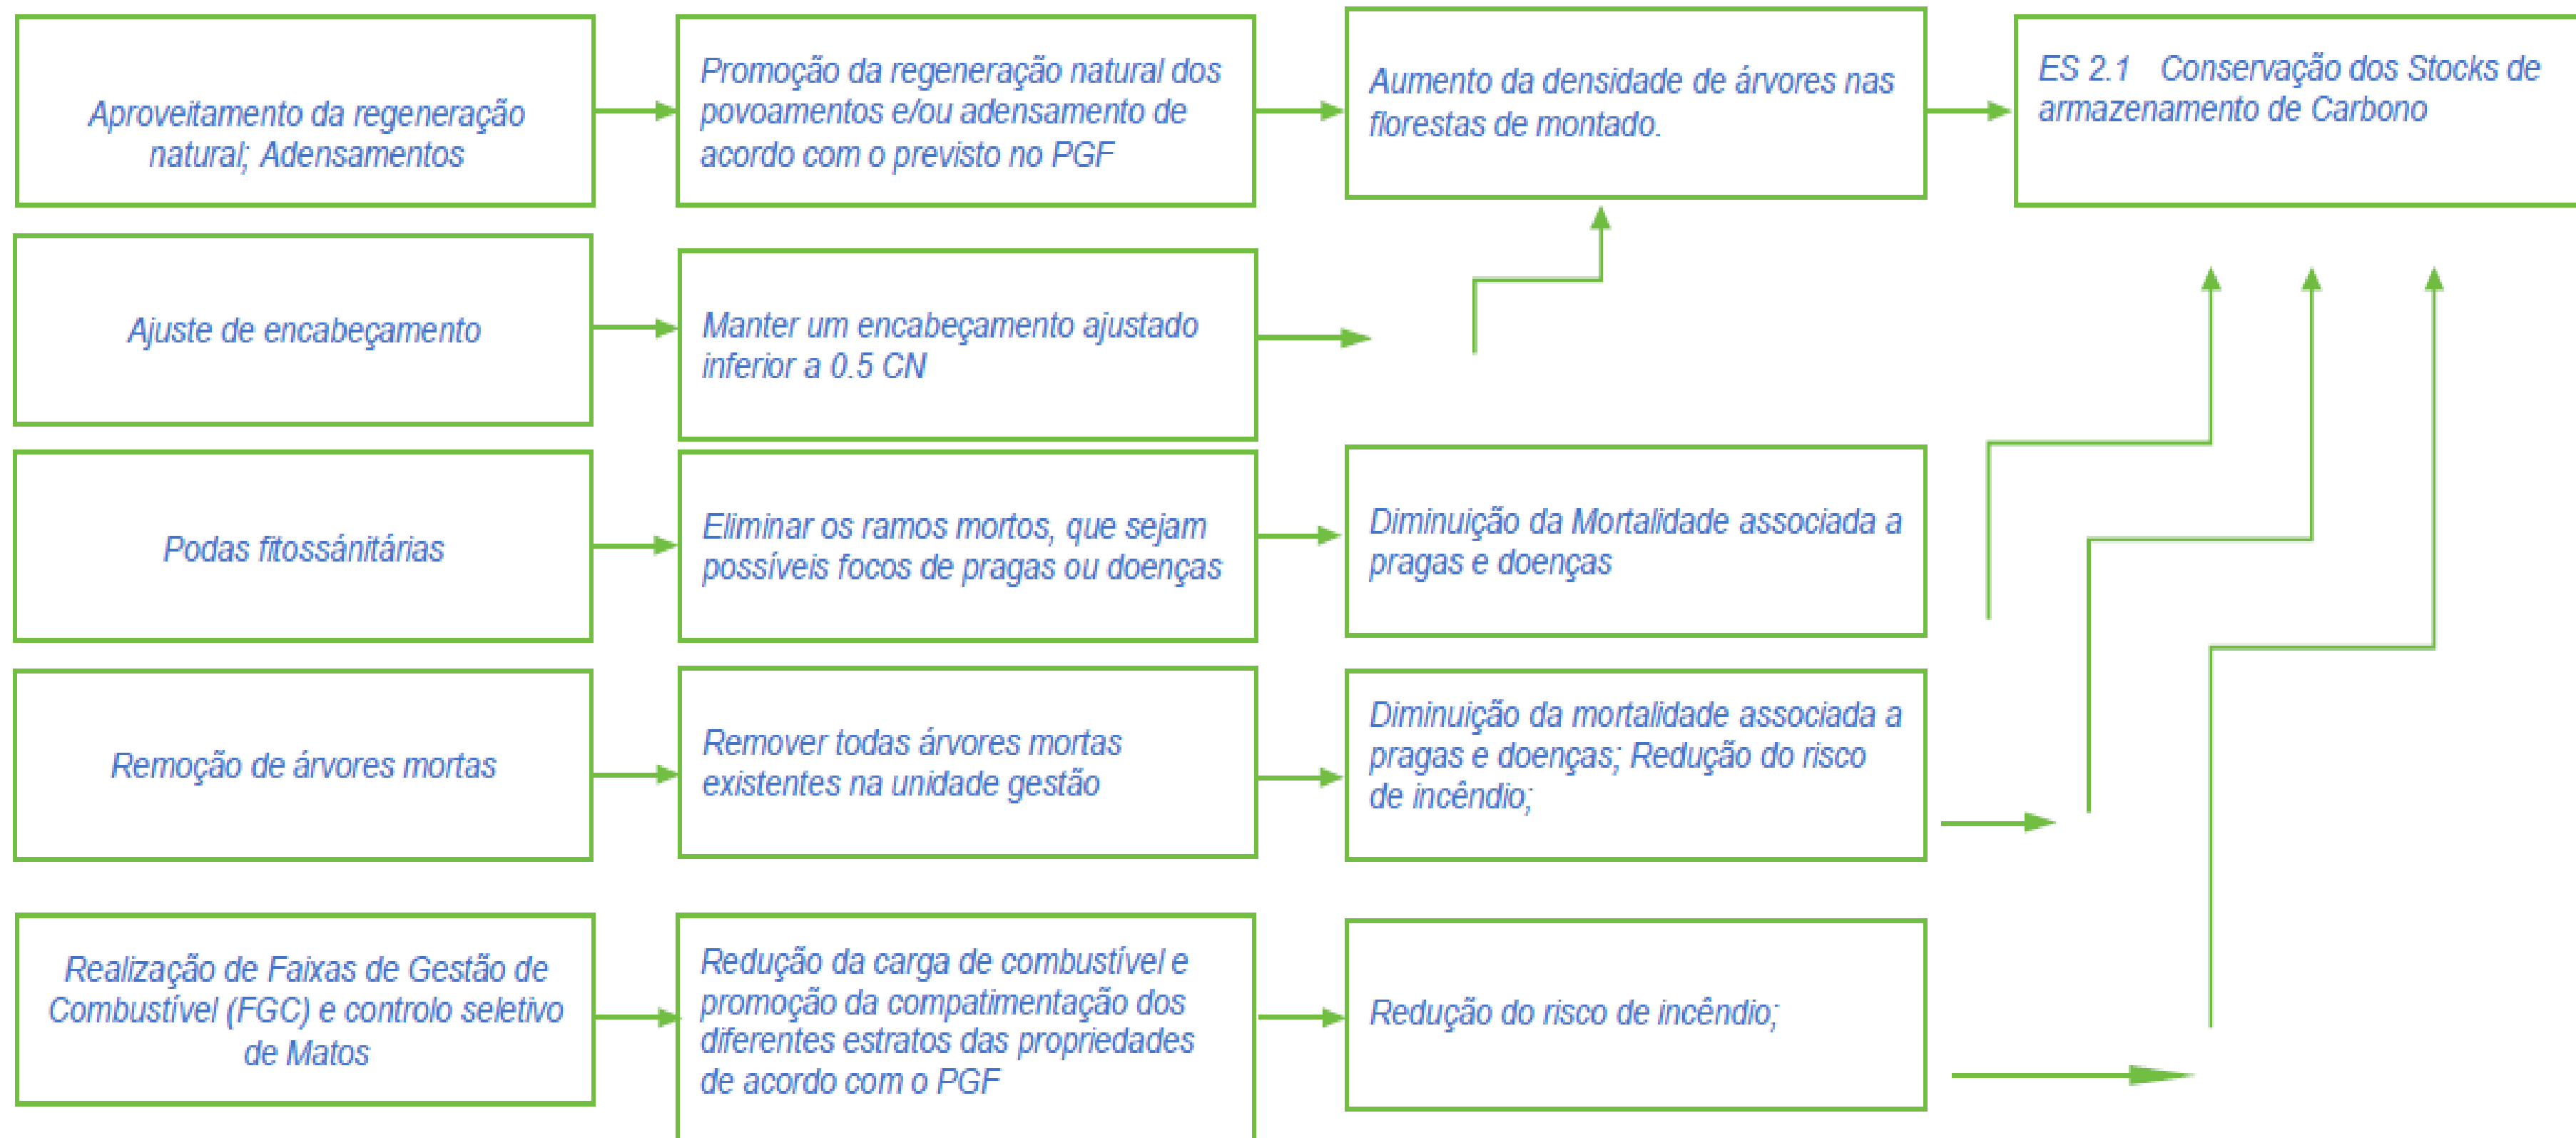 Aproveitamento da regeneração
natural; Adensamentos
Promoção da regeneração natural dos
povoamentos e/ou adensamento de
acordo com o previsto no PGF
Aumento da densidade de árvores nas
florestas de montado.
ES 2.1 Conservação dos Stocks de
armazenamento de Carbono
Ajuste de encabeçamento
Manter um encabeçamento ajustado
inferior a 0.5 CN
Podas fitossánitárias
Eliminar os ramos mortos, que sejam
possíveis focos de pragas ou doenças
Diminuição da Mortalidade associada a
pragas e doenças
Remoção de árvores mortas
Remover todas árvores mortas
existentes na unidade gestão
Diminuição da mortalidade associada a
pragas e doenças; Redução do risco
de incêndio;
Realização de Faixas de Gestão de
Combustível (FGC) e controlo seletivo
de Matos
Redução da carga de combustível e
promoção da compatimentação dos
diferentes estratos das propriedades
de acordo com o PGF
Redução do risco de incêndio;